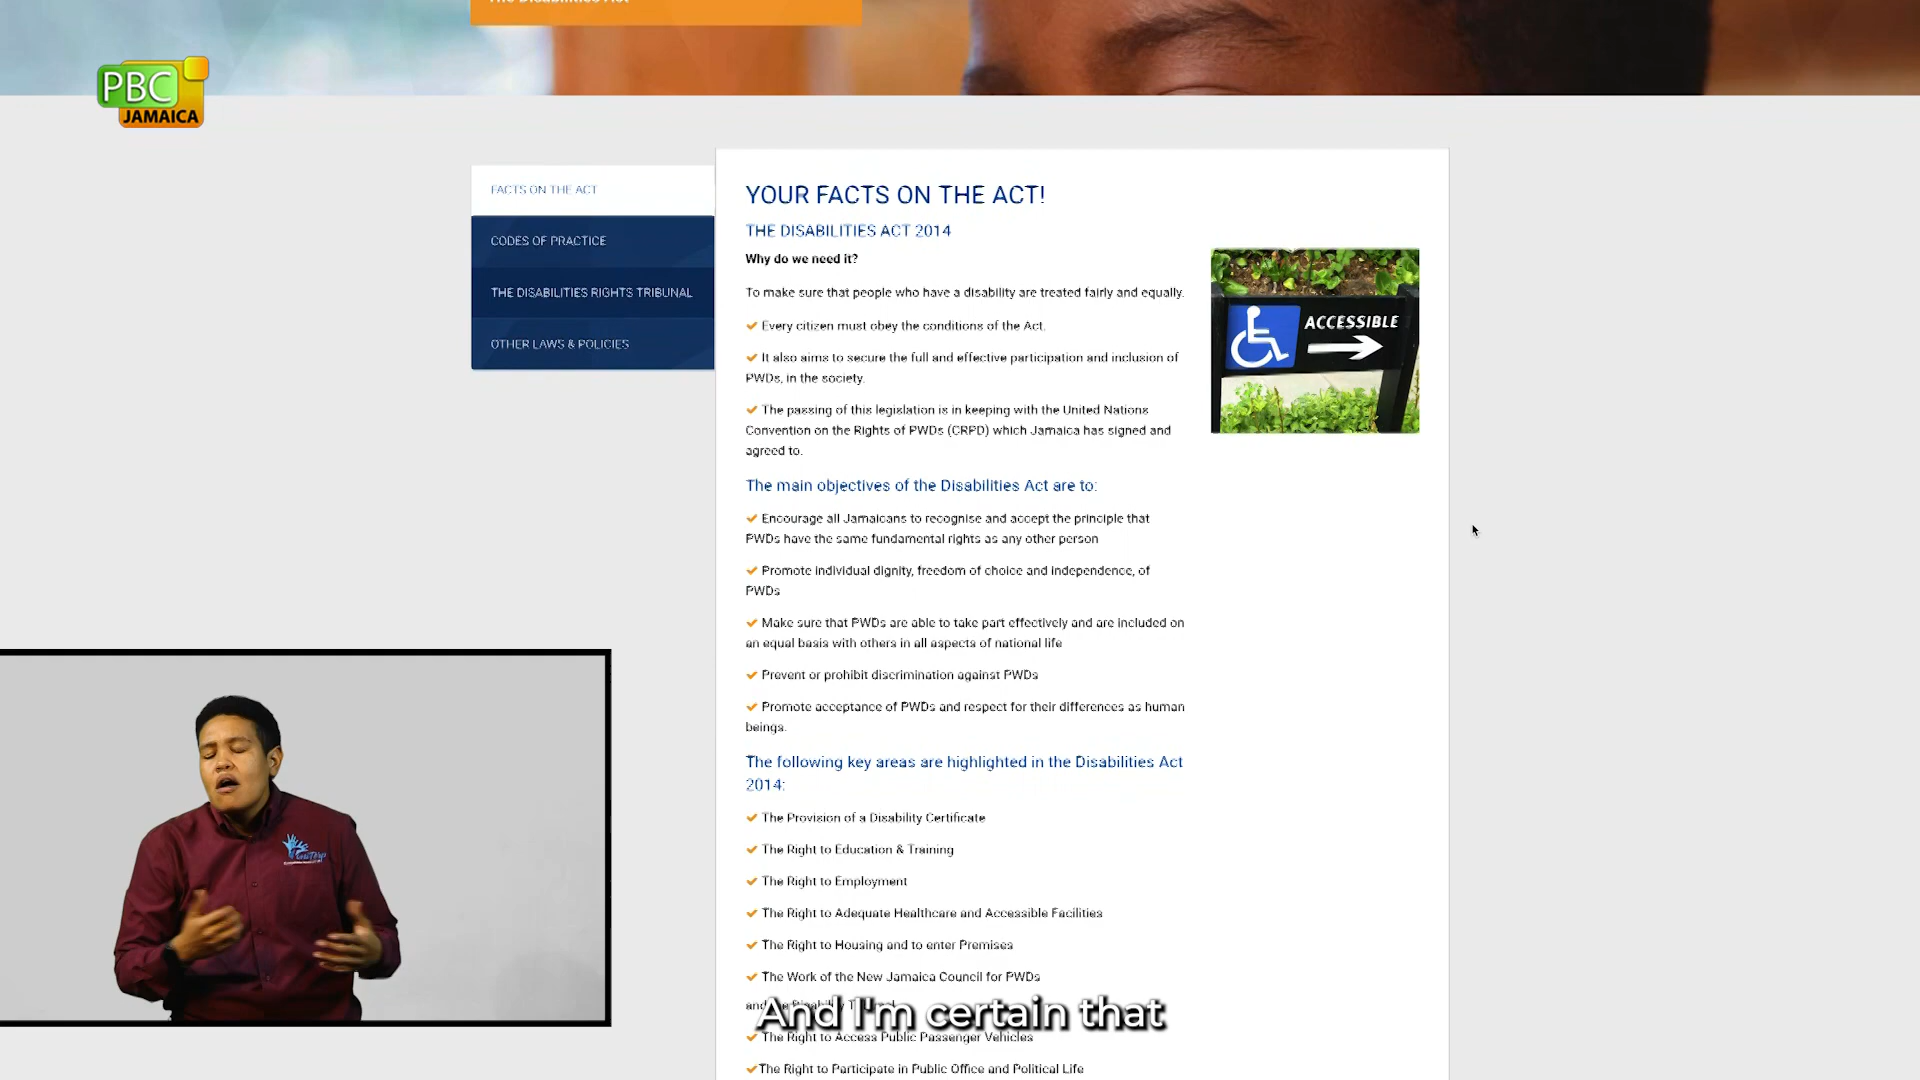 The Disabilities Act
PBC
JAMAICA
FACTS ON THE ACT
CODES OF PRACTICE
THE DISABILITIES RIGHTS TRIBUNAL
OTHER LAWS & POLICIES
YOUR FACTS ON THE ACT!
THE DISABILITIES ACT 2014
Why do we need it?
To make sure that people who have a disability are treated fairly and equally.
Every citizen must obey the conditions of the Act.
It also aims to secure the full and effective participation and inclusion of
PWDs, in the society.
The passing of this legislation is in keeping with the United Nations
Convention on the Rights of PWDs (CRPD) which Jamaica has signed and
agreed to.
ACCESSIBLE
The main objectives of the Disabilities Act are to:
Encourage all Jamaicans to recognise and accept the principle that
PWDs have the same fundamental rights as any other person
Promote individual dignity, freedom of choice and independence, of
PWDs
Make sure that PWDs are able to take part effectively and are included on
an equal basis with others in all aspects of national life
Prevent or prohibit discrimination against PWDs
Promote acceptance of PWDs and respect for their differences as human
beings.
The following key areas are highlighted in the Disabilities Act
2014:
The Provision of a Disability Certificate
The Right to Education & Training
The Right to Employment
The Right to Adequate Healthcare and Accessible Facilities
The Right to Housing and to enter Premises
The Work of the New Jamaica Council for PWDs
And I'm certain that
The Right to Access Public Passenger Vehicles
The Right to Participate in Public Office and Political Life